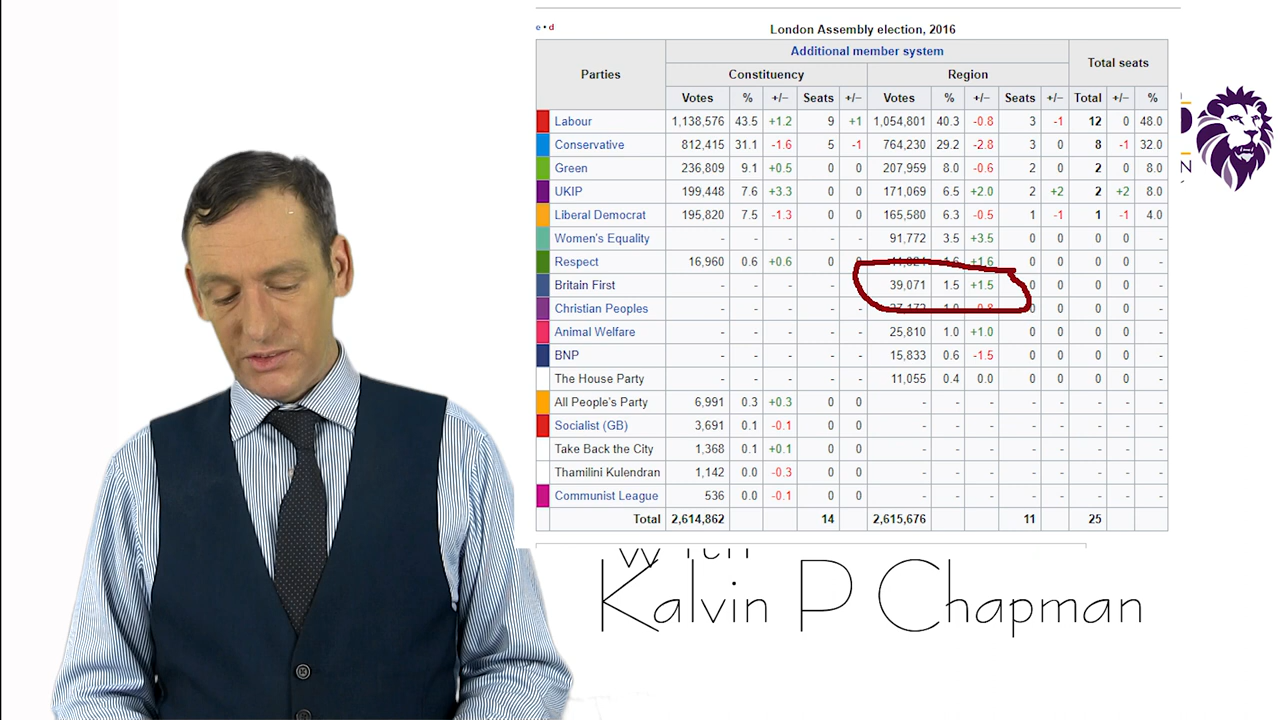 e • d
London Assembly election, 2016
Parties Additional member system Total seats
Constituency Region
Votes % +/− Seats +/− Votes % +/− Seats +/− Total +/− %
Labour 1,138,576 43.5 +1.2 9 +1 1,054,801 40.3 -0.8 3 -1 12 0 48.0
Conservative 812,415 31.1 -1.6 5 -1 764,230 29.2 -2.8 3 0 8 -1 32.0
Green 236,809 9.1 +0.5 0 0 207,959 8.0 -0.6 2 0 2 0 8.0
UKIP 199,448 7.6 +3.3 0 0 171,069 6.5 +2.0 2 +2 2 +2 8.0
Liberal Democrat 195,820 7.5 -1.3 0 0 165,580 6.3 -0.5 1 -1 1 -1 4.0
Women's Equality - - - - - 91,772 3.5 +3.5 0 0 0 0 -
Respect 16,960 0.6 +0.6 0 0 +1.6 0 0 0 0 -
Britain First - - - - - 39,071 1.5 +1.5 0 0 0 0 -
Christian Peoples - - - - - 0 0 0 0 -
Animal Welfare - - - - - 25,810 1.0 +1.0 0 0 0 0 -
BNP - - - - - 15,833 0.6 -1.5 0 0 0 0 -
The House Party - - - - - 11,055 0.4 0.0 0 0 0 0 -
All People's Party 6,991 0.3 +0.3 0 0 - - - - - - - -
Socialist (GB) 3,691 0.1 -0.1 0 0 - - - - - - - -
Take Back the City 1,368 0.1 +0.1 0 0 - - - - - - - -
Thamilini Kulendran 1,142 0.0 -0.3 0 0 - - - - - - - -
Communist League 536 0.0 -0.1 0 0 - - - - - - - -
Total 2,614,862 14 2,615,676 11 25
Kalvin P Chapman